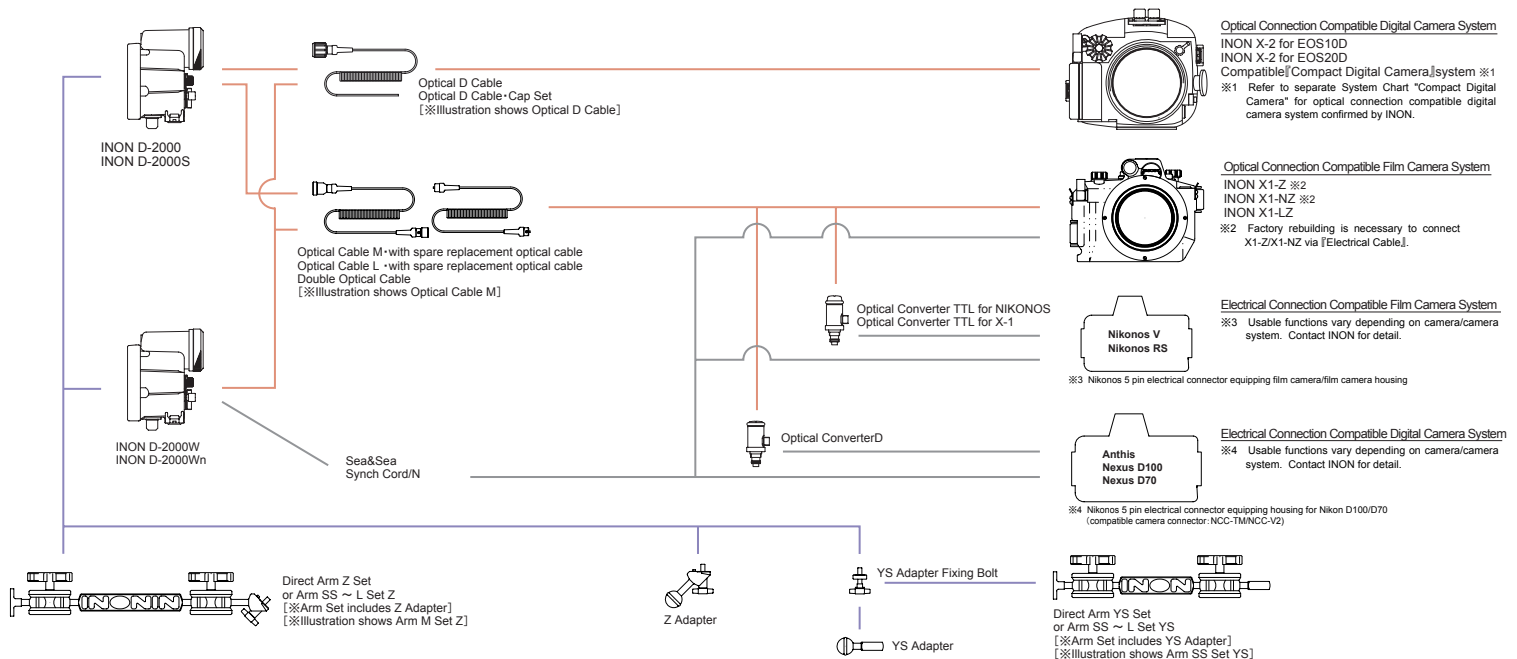 INON D-2000
INON D-2000S
Optical D Cable
Optical D Cable・Cap Set
[※Illustration shows Optical D Cable]
Optical Connection Compatible Digital Camera System
INON X-2 for EOS10D
INON X-2 for EOS20D
Compatible『Compact Digital Camera』system ※1
※1 Refer to separate System Chart "Compact Digital
Camera" for optical connection compatible digital
camera system confirmed by INON.
Optical Cable M・with spare replacement optical cable
Optical Cable L ・with spare replacement optical cable
Double Optical Cable
[※Illustration shows Optical Cable M]
Optical Connection Compatible Film Camera System
INON X1-Z ※2
INON X1-NZ ※2
INON X1-LZ
※2 Factory rebuilding is necessary to connect
X1-Z/X1-NZ via『Electrical Cable』.
Optical Converter TTL for NIKONOS
Optical Converter TTL for X-1
Nikonos V
Nikonos RS
Electrical Connection Compatible Film Camera System
※3 Usable functions vary depending on camera/camera
system. Contact INON for detail.
※3 Nikonos 5 pin electrical connector equipping film camera/film camera housing
INON D-2000W
INON D-2000Wn
Sea&Sea
Synch Cord/N
Optical ConverterD
Anthis
Nexus D100
Nexus D70
Electrical Connection Compatible Digital Camera System
※4 Usable functions vary depending on camera/camera
system. Contact INON for detail.
※4 Nikonos 5 pin electrical connector equipping housing for Nikon D100/D70
（compatible camera connector: NCC-TM/NCC-V2)
INONIN
Direct Arm Z Set
or Arm SS ～ L Set Z
[※Arm Set includes Z Adapter]
[※Illustration shows Arm M Set Z]
Z Adapter
YS Adapter Fixing Bolt
YS Adapter
INON
Direct Arm YS Set
or Arm SS ～ L Set YS
[※Arm Set includes YS Adapter]
[※Illustration shows Arm SS Set YS]